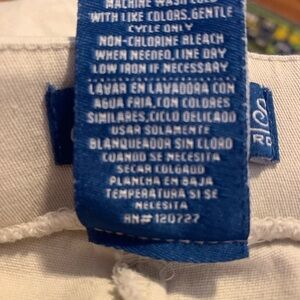 MACHINE WASH COLD
WITH LIKE COLORS, GENTLE
CYCLE ONLY
NON-CHLORINE BLEACH
WHEN NEEDED, LINE DRY
LOW IRON IF NECESSARY
LAVAR EN LAVADORA CON
AGUA FRIA, CON COLORES
SIMILARES, CICLO DELICADO
USAR SOLAMENTE
BLANQUEADOR SIN CLORO
CUANDO SE NECESITA
SECAR COLGADO
PLANCHA EN BAJA
TEMPERATURA SI SE
NECESITA
RN# 120727